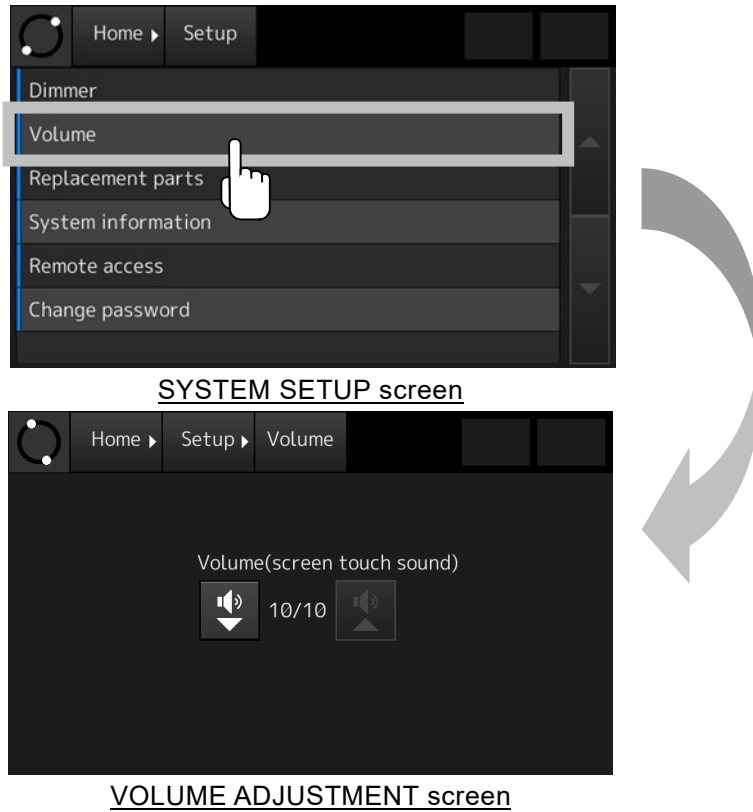 Home Setup
Dimmer
Volume
Replacement parts
System information
Remote access
Change password
SYSTEM SETUP screen
Home Setup Volume
Volume(screen touch sound)
10/10
VOLUME ADJUSTMENT screen